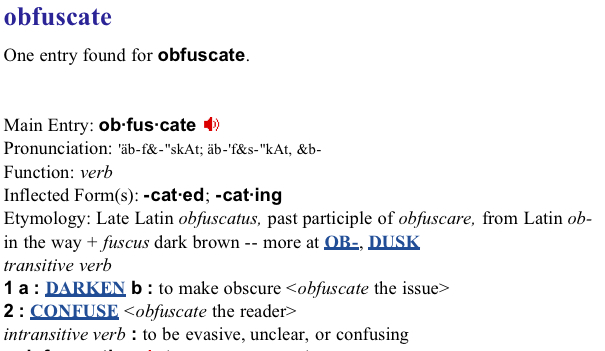 obfuscate
One entry found for obfuscate.
Main Entry: ob·fus·cate
Pronunciation: 'äb-f&-"skAt; äb-'f&s-"kAt, &b-
Function: verb
Inflected Form(s): -cat·ed; -cat·ing
Etymology: Late Latin obfuscatus, past participle of obfuscare, from Latin ob-
in the way + fuscus dark brown -- more at OB-, DUSK
transitive verb
1 a : DARKEN b : to make obscure <obfuscate the issue>
2 : CONFUSE <obfuscate the reader>
intransitive verb : to be evasive, unclear, or confusing